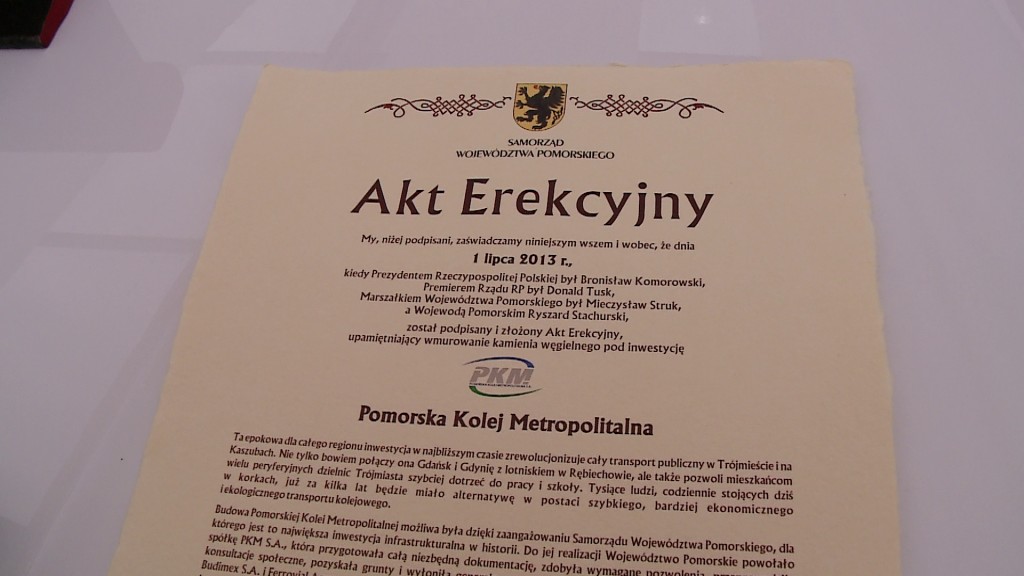 SAMORZĄD
WOJEWÓDZTWA POMORSKIEGO
Akt Erekcyjny
My, niżej podpisani, zaświadczamy niniejszym wszem i wobec, że dnia
1 lipca 2013 r.,
kiedy Prezydentem Rzeczypospolitej Polskiej był Bronisław Komorowski,
Premierem Rządu RP był Donald Tusk,
Marszałkiem Województwa Pomorskiego był Mieczysław Struk,
a Wojewodą Pomorskim Ryszard Stachurski,
został podpisany i złożony Akt Erekcyjny,
upamiętniający wmurowanie kamienia węgielnego pod inwestycję
PKM
Pomorska Kolej Metropolitalna
Ta epokowa dla całego regionu inwestycja w najbliższym czasie zrewolucjonizuje cały transport publiczny w Trójmieście i na
Kaszubach. Nie tylko bowiem połączy ona Gdańsk i Gdynię z lotniskiem w Rębiechowie, ale także pozwoli mieszkańcom
wielu peryferyjnych dzielnic Trójmiasta szybciej dotrzeć do pracy i szkoły. Tysiące ludzi, codziennie stojących dziś
w korkach, już za kilka lat będzie miało alternatywę w postaci szybkiego, bardziej ekonomicznego
i ekologicznego transportu kolejowego.
Budowa Pomorskiej Kolei Metropolitalnej możliwa była dzięki zaangażowaniu Samorządu Województwa Pomorskiego, dla
którego jest to największa inwestycja infrastrukturalna w historii. Do jej realizacji Województwo Pomorskie powołało
spółkę PKM S.A., która przygotowała całą niezbędną dokumentację, zdobyła wymagane pozwolenia,
konsultacje społeczne, pozyskała grunty i wyłoniła
Budimex S.A. i Ferrovial